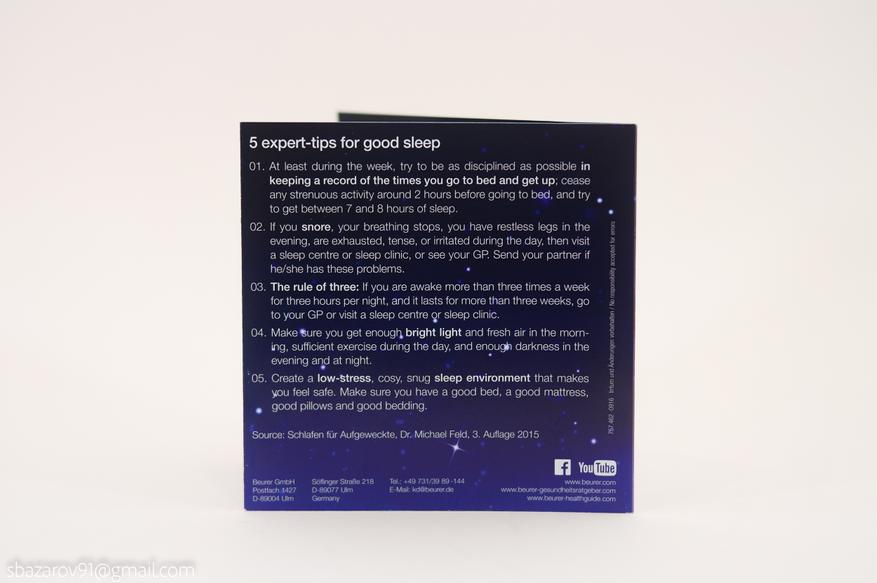 5 expert-tips for good sleep
01. At least during the week, try to be as disciplined as possible in
keeping a record of the times you go to bed and get up; cease
any strenuous activity around 2 hours before going to bed, and try
to get between 7 and 8 hours of sleep.
02. If you snore, your breathing stops, you have restless legs in the
evening, are exhausted, tense, or irritated during the day, then visit
a sleep centre or sleep clinic, or see your GP. Send your partner if
he/she has these problems.
03. The rule of three: If you are awake more than three times a week
for three hours per night, and it lasts for more than three weeks, go
to your GP or visit a sleep centre or sleep clinic.
04. Make sure you get enough bright light and fresh air in the morn-
ing, sufficient exercise during the day, and enough darkness in the
evening and at night.
05. Create a low-stress, cosy, snug sleep environment that makes
you feel safe. Make sure you have a good bed, a good mattress,
good pillows and good bedding.
Source: Schlafen für Aufgeweckte, Dr. Michael Feld, 3. Auflage 2015
757.462 · 0916 · Irrtum und Änderungen vorbehalten / No responsibility accepted for errors
f YouTube
Beurer GmbH
Postfach 1427
D-89004 Ulm
Söflinger Straße 218
D-89077 Ulm
Germany
Tel.: +49 731/39 89 -144
E-Mail: kd@beurer.de
www.beurer.com
www.beurer-gesundheitsratgeber.com
www.beurer-healthguide.com
sbazarov91@gmail.com